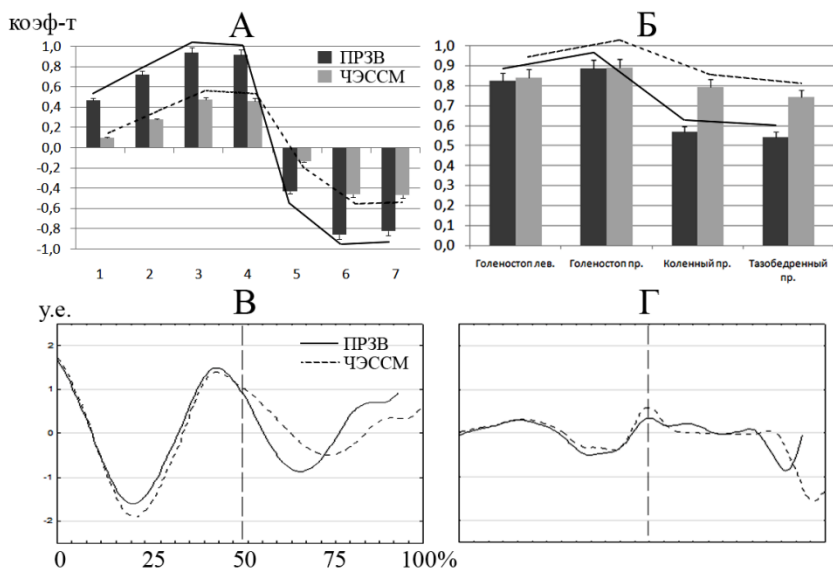 коэф-т
А
1,0
0,8
0,6
0,4
0,2
0,0
-0,2
-0,4
-0,6
-0,8
-1,0
ПРЗВ
ЧЭССМ
1 2 3 4 5 6 7
Б
1,0
0,9
0,8
0,7
0,6
0,5
0,4
0,3
0,2
0,1
0,0
Голеностоп лев. Голеностоп пр. Коленный пр. Тазобедренный
пр.
В
у.е.
1
0
-1
-2
ПРЗВ
ЧЭССМ
0 25 50 75 100%
Г